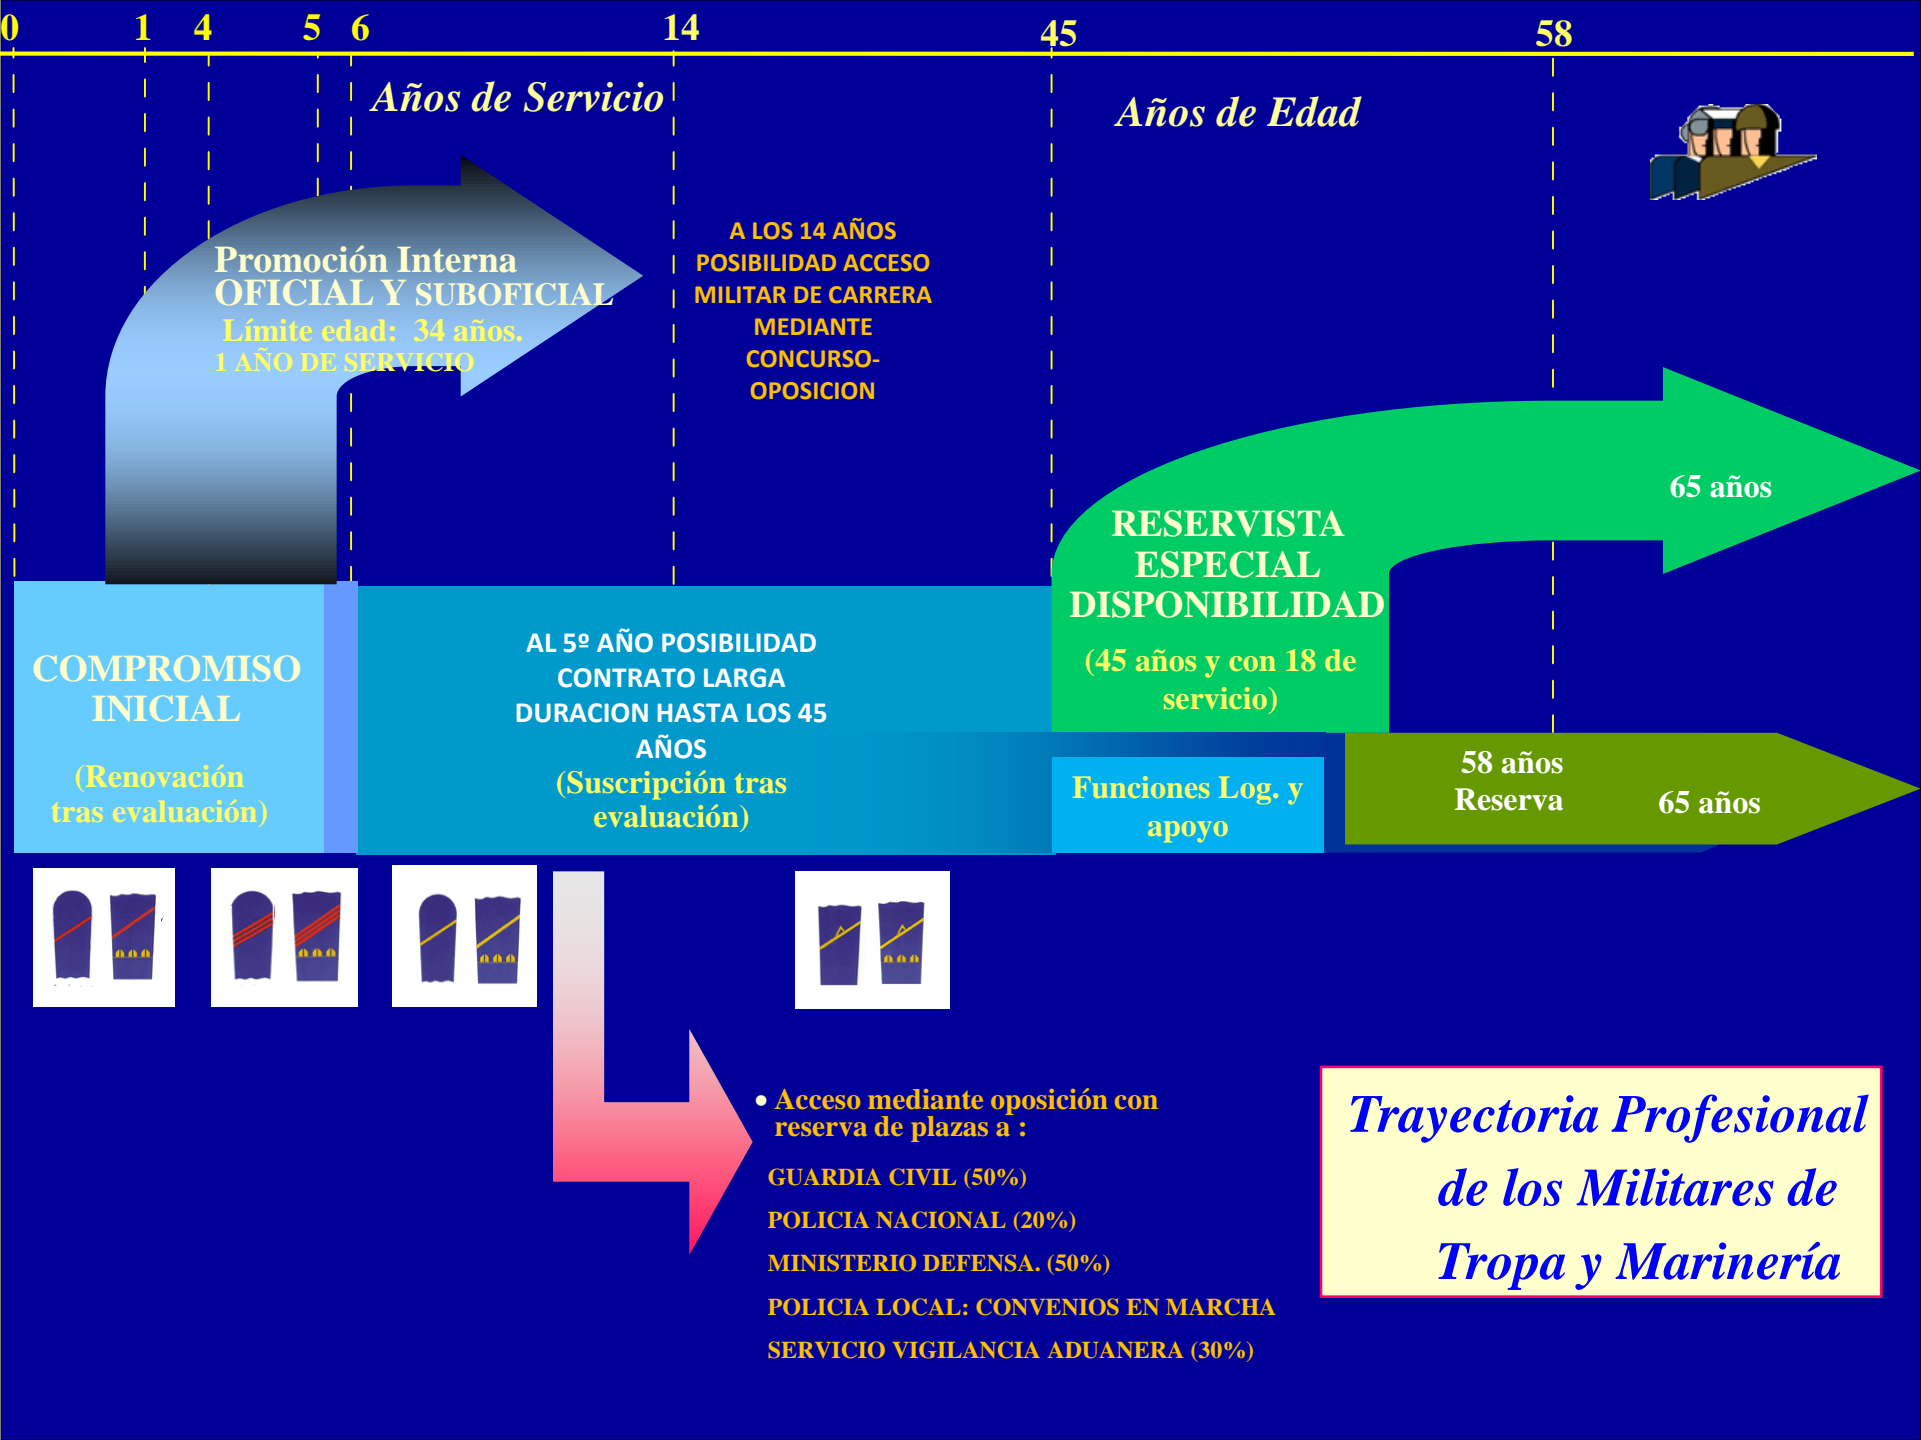 0 1 4 5 6 14 45 58
Años de Servicio
Años de Edad
Promoción Interna
OFICIAL Y SUBOFICIAL
Límite edad: 34 años.
1 AÑO DE SERVICIO
A LOS 14 AÑOS
POSIBILIDAD ACCESO
MILITAR DE CARRERA
MEDIANTE
CONCURSO-
OPOSICION
65 años
RESERVISTA
ESPECIAL
DISPONIBILIDAD
(45 años y con 18 de
servicio)
COMPROMISO
INICIAL
(Renovación
tras evaluación)
AL 5º AÑO POSIBILIDAD
CONTRATO LARGA
DURACION HASTA LOS 45
AÑOS
(Suscripción tras
evaluación)
Funciones Log. y
apoyo
58 años
Reserva
65 años
• Acceso mediante oposición con
reserva de plazas a :
GUARDIA CIVIL (50%)
POLICIA NACIONAL (20%)
MINISTERIO DEFENSA. (50%)
POLICIA LOCAL: CONVENIOS EN MARCHA
SERVICIO VIGILANCIA ADUANERA (30%)
Trayectoria Profesional
de los Militares de
Tropa y Marinería